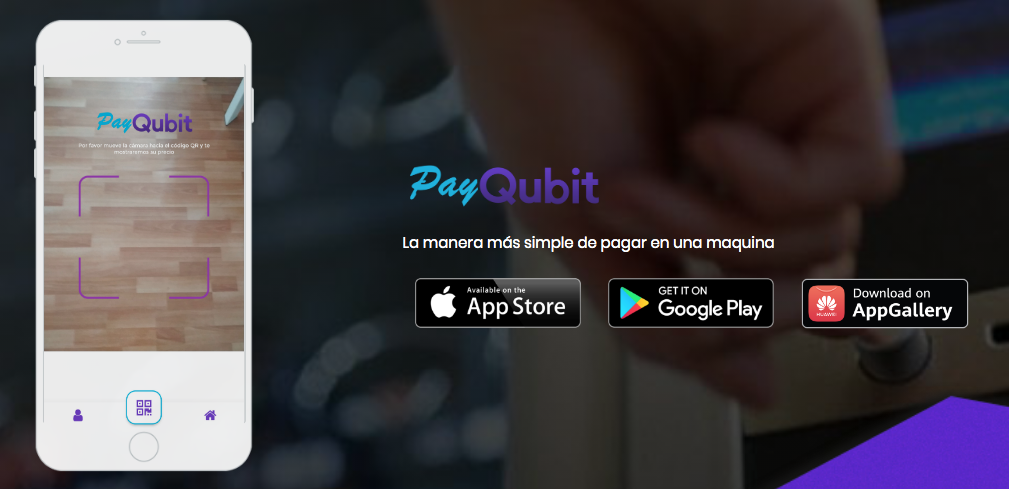 PayQubit
Por favor mueve la cámara hacia el código QR y te
mostraremos su precio
PayQubit
La manera más simple de pagar en una maquina
Available on the
App Store
GET IT ON
Google Play
Download on
AppGallery
HUAWEI